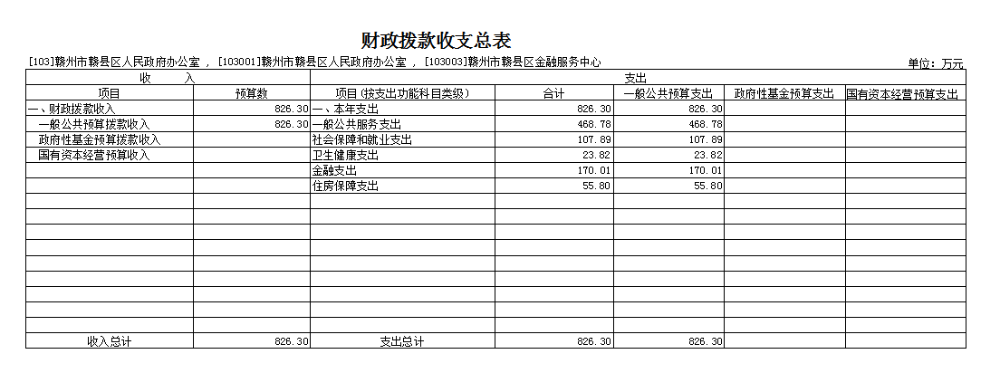 财政拨款收支总表
[103]赣州市赣县区人民政府办公室 , [103001]赣州市赣县区人民政府办公室 , [103003]赣州市赣县区金融服务中心 单位：万元
收 入 支出
项目 预算数 项目(按支出功能科目类级) 合计 一般公共预算支出 政府性基金预算支出 国有资本经营预算支出
一、财政拨款收入 826.30 一、本年支出 826.30 826.30
一般公共预算拨款收入 826.30 一般公共服务支出 468.78 468.78
政府性基金预算拨款收入 社会保障和就业支出 107.89 107.89
国有资本经营预算收入 卫生健康支出 23.82 23.82
金融支出 170.01 170.01
住房保障支出 55.80 55.80
收入总计 826.30 支出总计 826.30 826.30